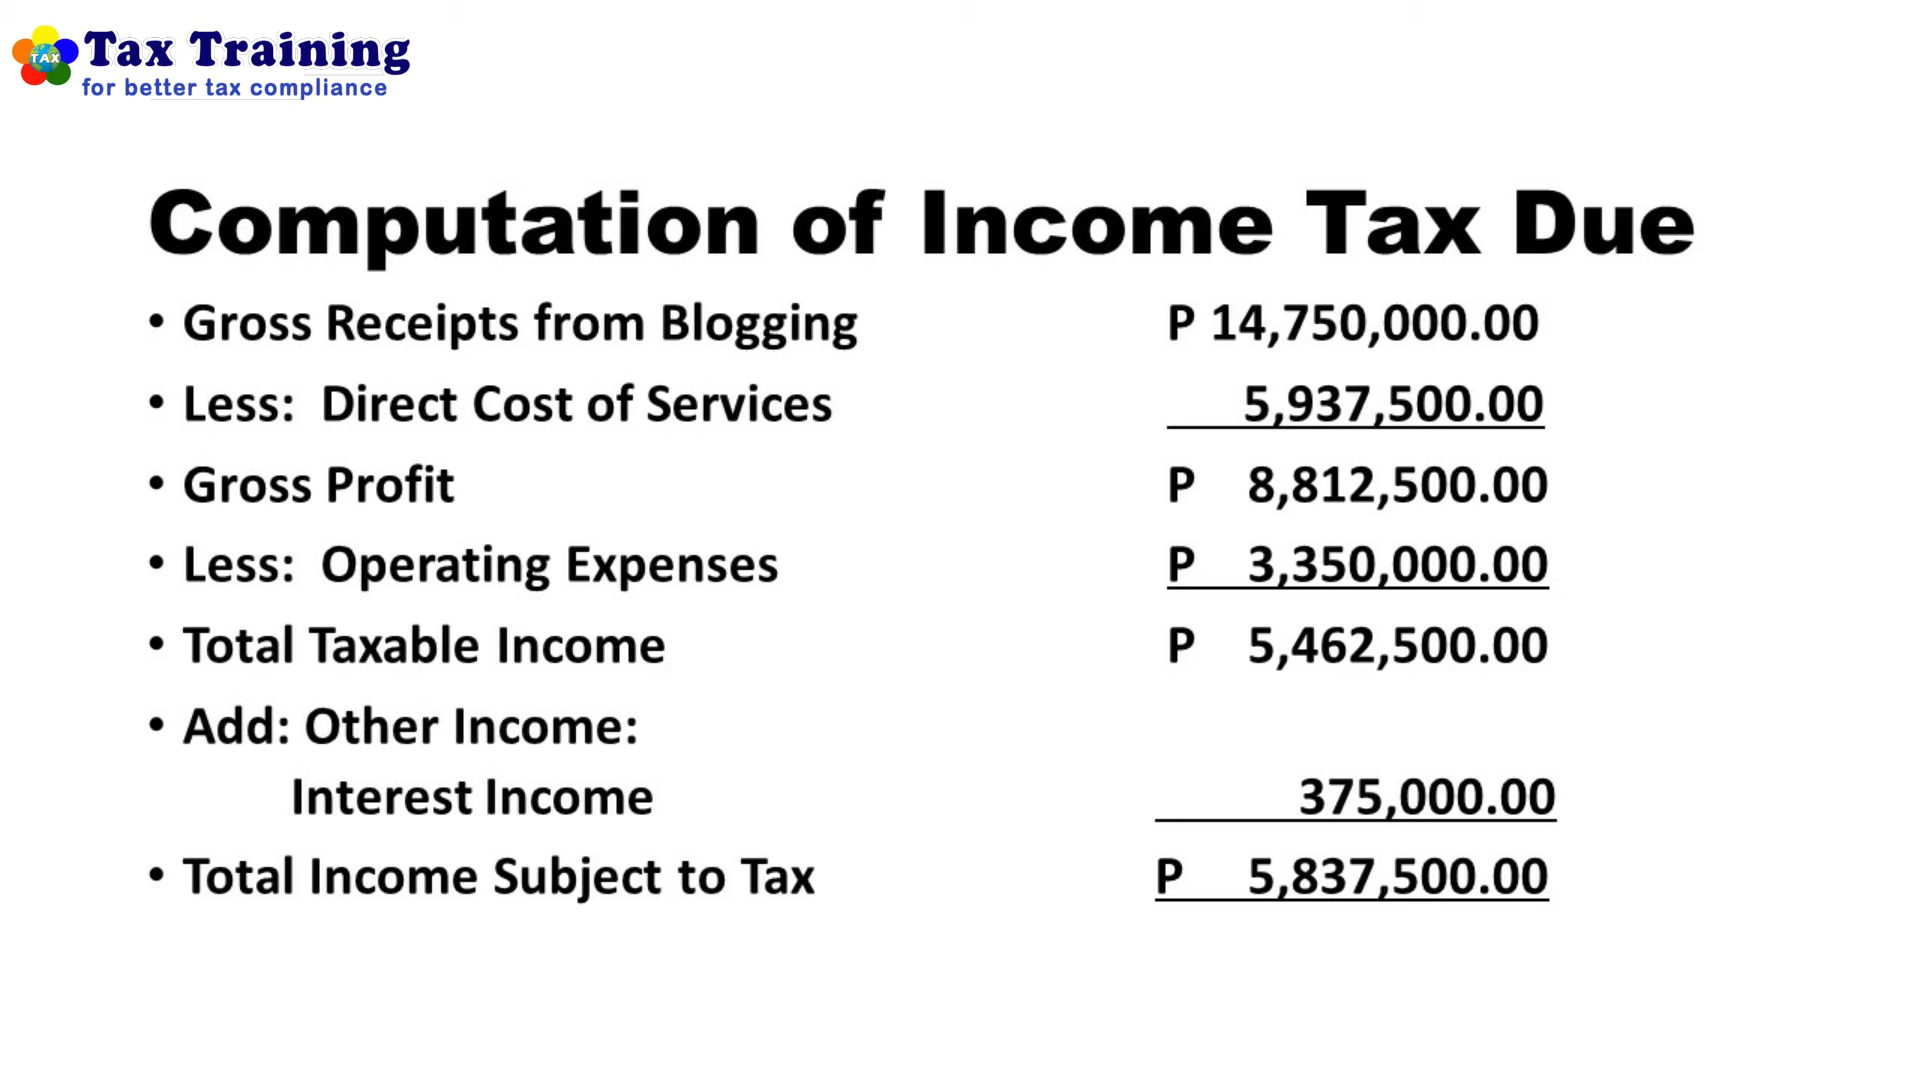 TAX
Tax Training
for better tax compliance
Computation of Income Tax Due
• Gross Receipts from Blogging P 14,750,000.00
• Less: Direct Cost of Services 5,937,500.00
• Gross Profit P 8,812,500.00
• Less: Operating Expenses P 3,350,000.00
• Total Taxable Income P 5,462,500.00
• Add: Other Income:
Interest Income 375,000.00
• Total Income Subject to Tax P 5,837,500.00